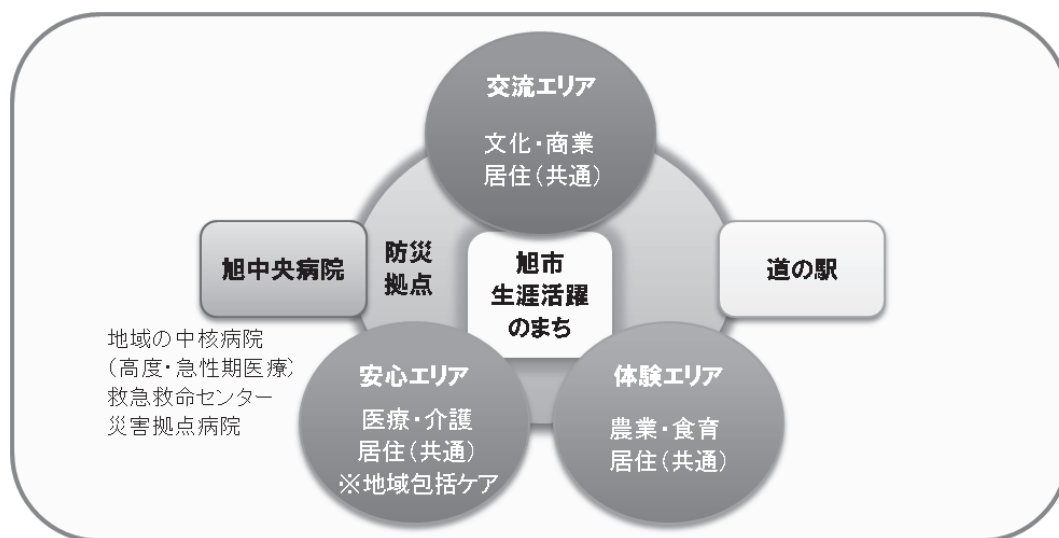 交流エリア
文化・商業
居住(共通)
旭中央病院
防災
拠点
旭市
生涯活躍
のまち
道の駅
地域の中核病院
(高度・急性期医療)
救急救命センター
災害拠点病院
安心エリア
医療・介護
居住(共通)
※地域包括ケア
体験エリア
農業・食育
居住(共通)